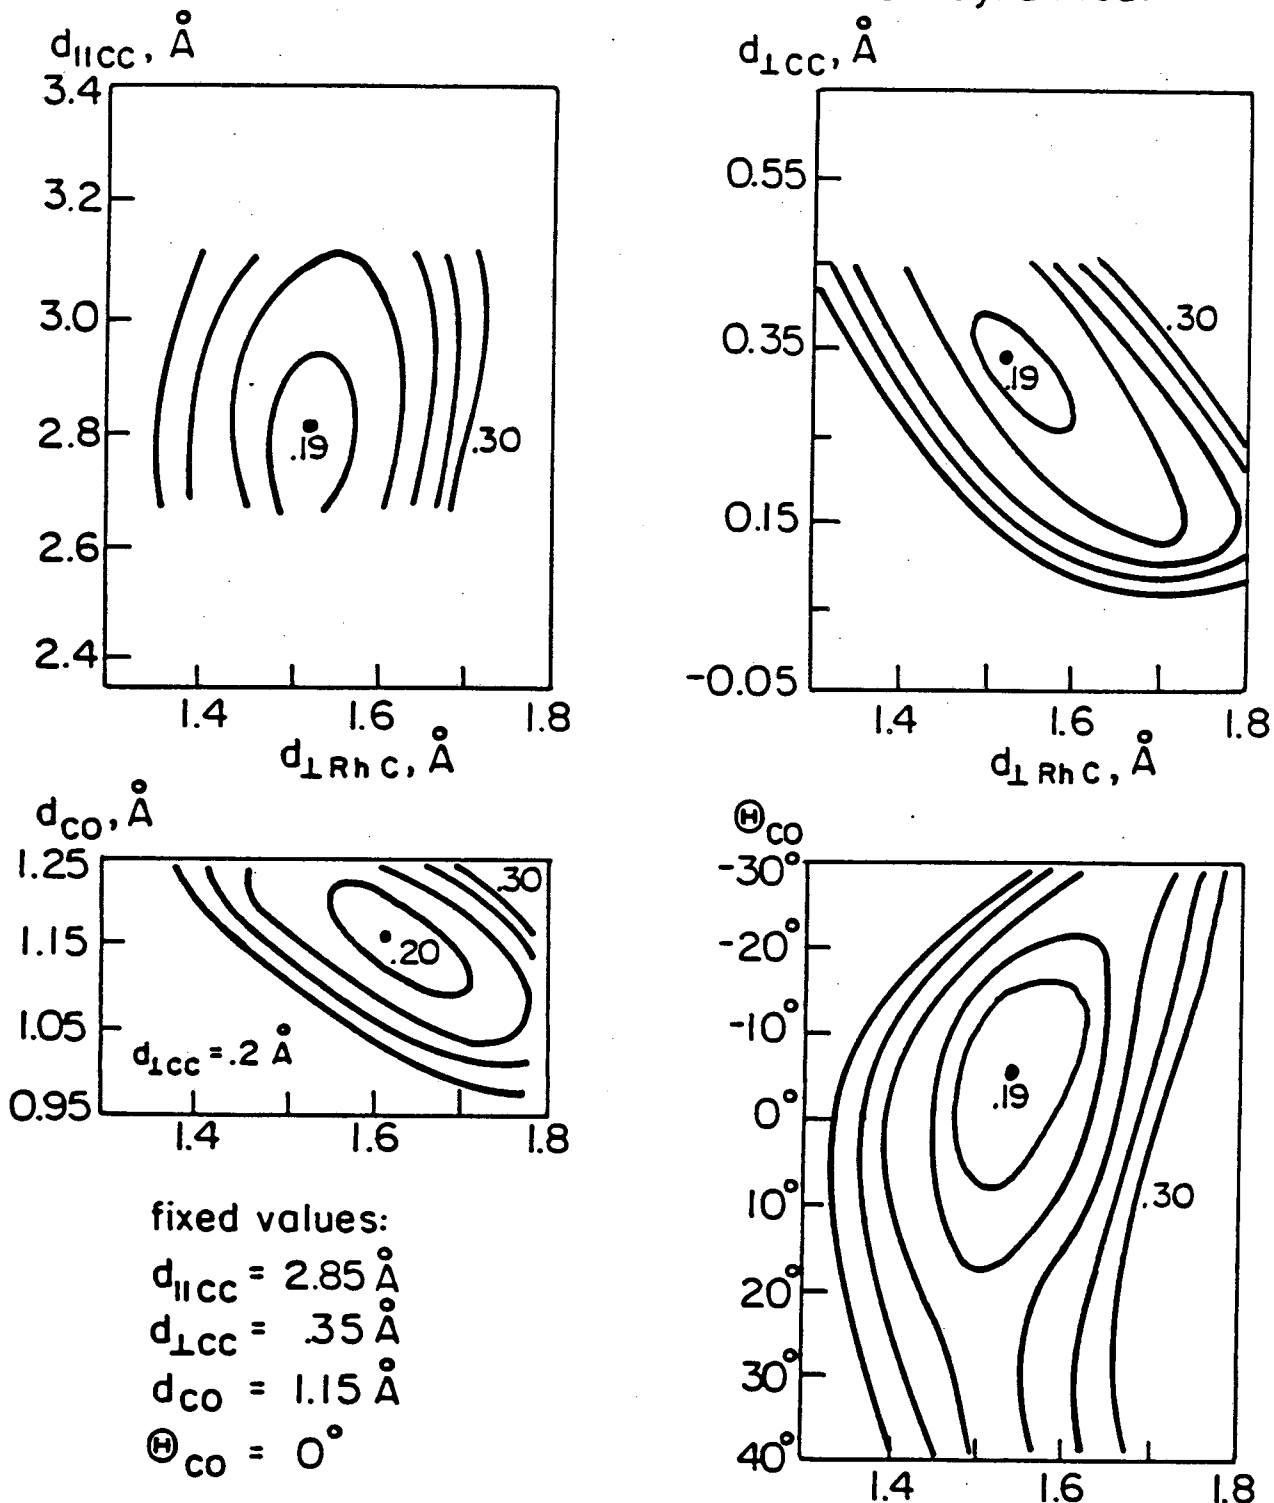 d||CC, Å
3.4
3.2
3.0
2.8
2.6
2.4
.19
.30
1.4 1.6 1.8
d⊥RhC, Å
d⊥CC, Å
0.55
0.35
0.15
-0.05
.30
.19
1.4 1.6 1.8
d⊥RhC, Å
dCO, Å
1.25
1.15
1.05
0.95
.30
.20
d⊥CC = .2 Å
1.4 1.6 1.8
ΘCO
-30°
-20°
-10°
0°
10°
20°
30°
40°
.19
.30
1.4 1.6 1.8
fixed values:
d||CC = 2.85 Å
d⊥CC = .35 Å
dCO = 1.15 Å
ΘCO = 0°